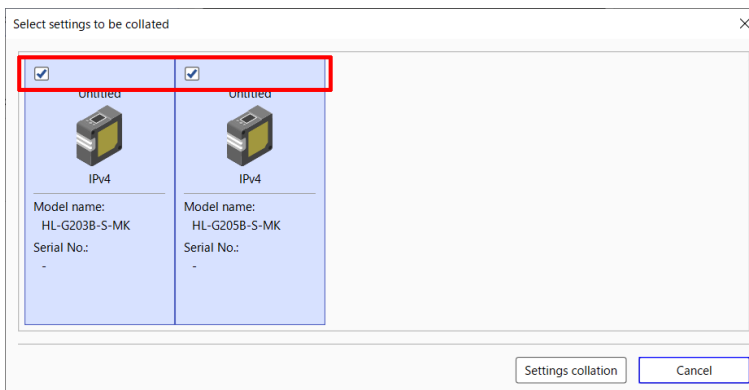 Select settings to be collated
Untitled
Untitled
IPv4
IPv4
Model name:
HL-G203B-S-MK
Serial No.:
-
Model name:
HL-G205B-S-MK
Serial No.:
-
Settings collation
Cancel